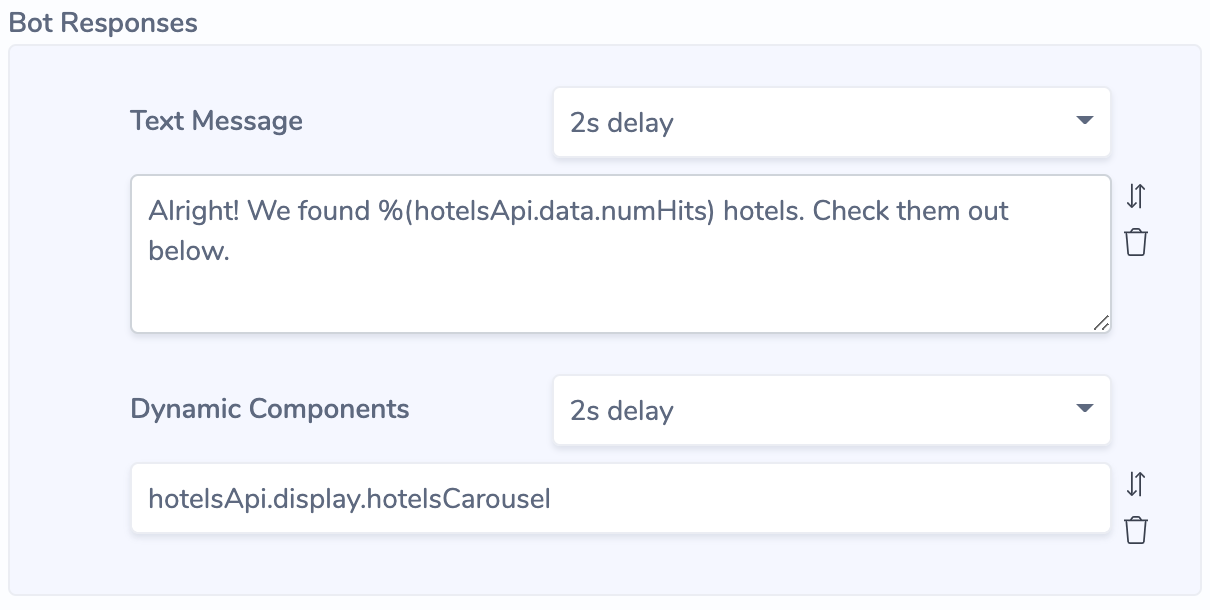 Bot Responses
Text Message
2s delay
Alright! We found %(hotelsApi.data.numHits) hotels. Check them out
below.
Dynamic Components
2s delay
hotelsApi.display.hotelsCarousel